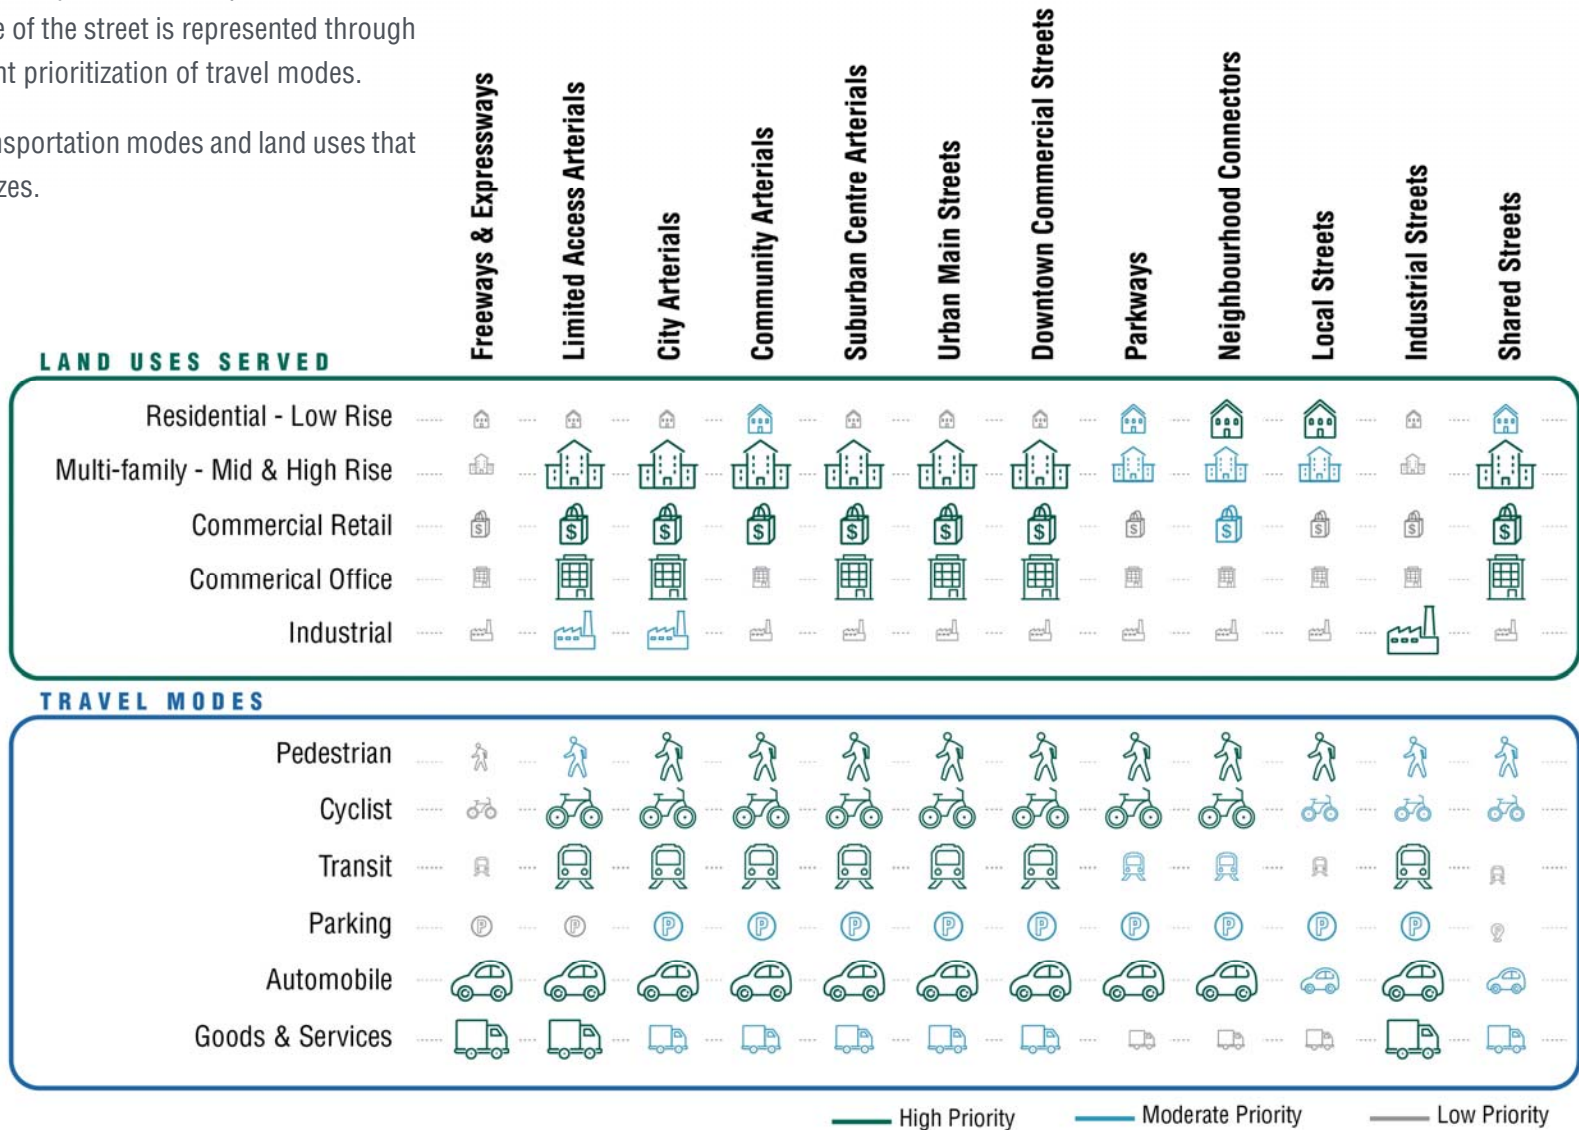 e of the street is represented through
nt prioritization of travel modes.
nsportation modes and land uses that
zes.
Freeways & Expressways
Limited Access Arterials
City Arterials
Community Arterials
Suburban Centre Arterials
Urban Main Streets
Downtown Commercial Streets
Parkways
Neighbourhood Connectors
Local Streets
Industrial Streets
Shared Streets
LAND USES SERVED
Residential - Low Rise
Multi-family - Mid & High Rise
Commercial Retail
Commerical Office
Industrial
TRAVEL MODES
Pedestrian
Cyclist
Transit
Parking
Automobile
Goods & Services
High Priority
Moderate Priority
Low Priority